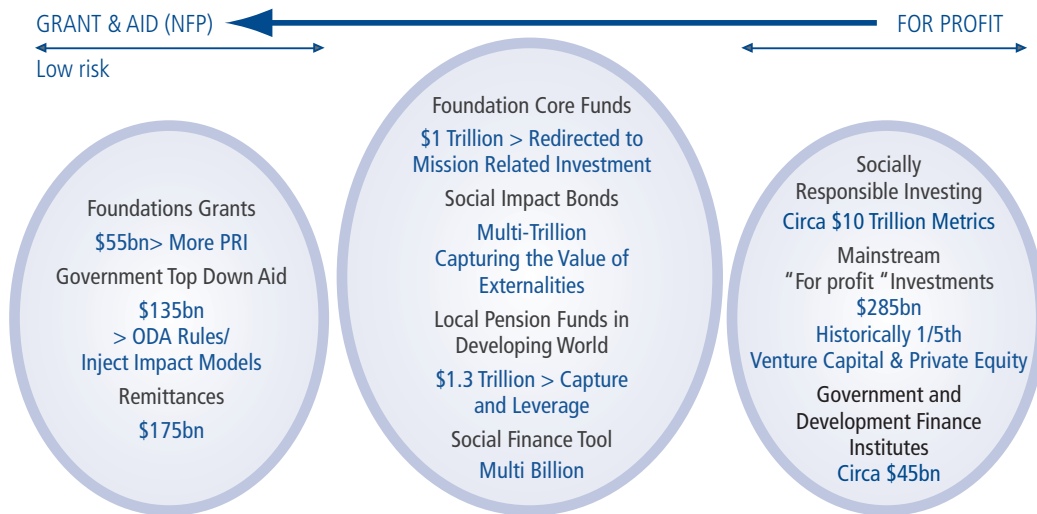 GRANT & AID (NFP)
FOR PROFIT
Low risk
Foundations Grants
$55bn> More PRI
Government Top Down Aid
$135bn
> ODA Rules/
Inject Impact Models
Remittances
$175bn
Foundation Core Funds
$1 Trillion > Redirected to
Mission Related Investment
Social Impact Bonds
Multi-Trillion
Capturing the Value of
Externalities
Local Pension Funds in
Developing World
$1.3 Trillion > Capture
and Leverage
Social Finance Tool
Multi Billion
Socially
Responsible Investing
Circa $10 Trillion Metrics
Mainstream
“For profit “Investments
$285bn
Historically 1/5th
Venture Capital & Private Equity
Government and
Development Finance
Institutes
Circa $45bn